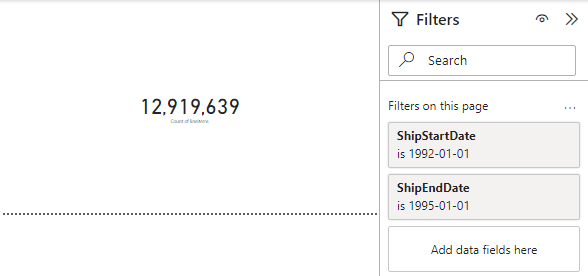 Filters
Search
12,919,639
Count of lineitems
Filters on this page
ShipStartDate
is 1992-01-01
ShipEndDate
is 1995-01-01
Add data fields here